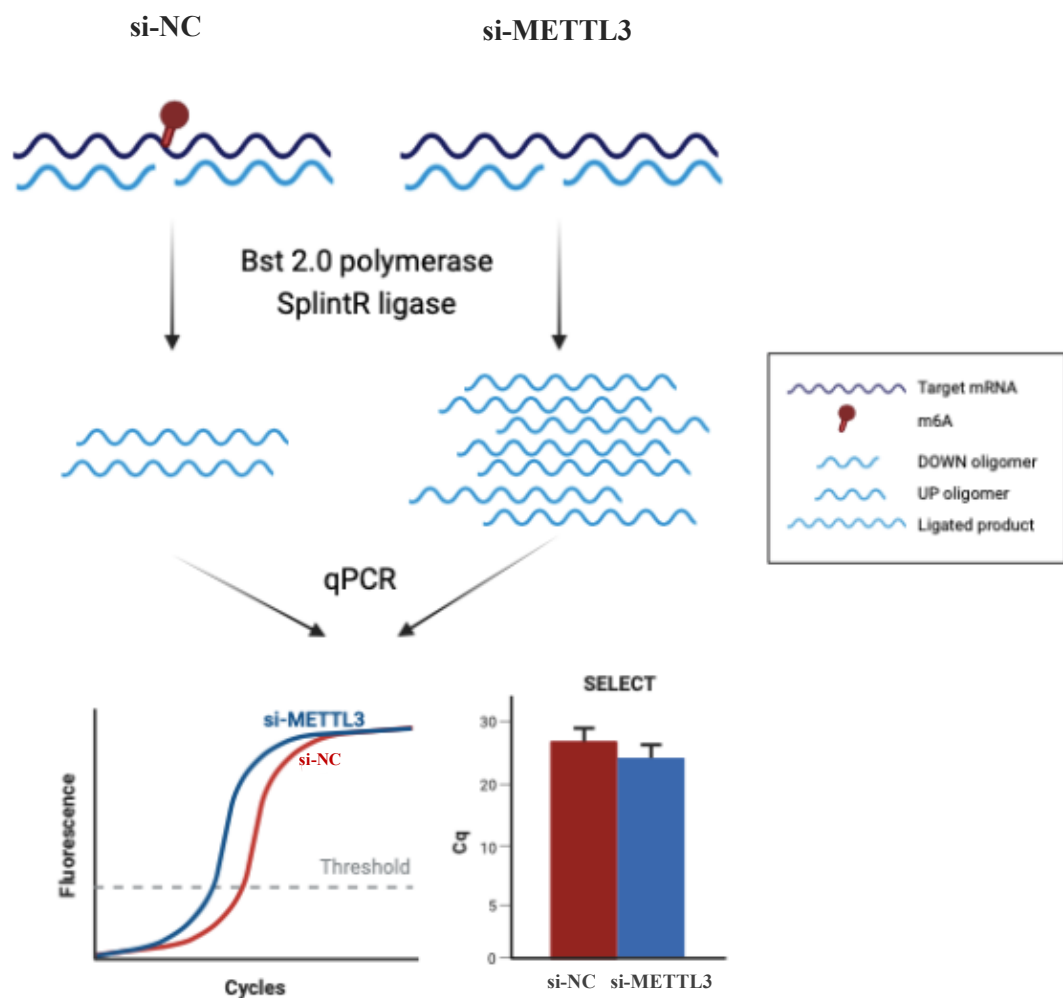 si-NC
si-METTL3
Bst 2.0 polymerase
SplintR ligase
Target mRNA
m6A
DOWN oligomer
UP oligomer
Ligated product
qPCR
si-METTL3
si-NC
Threshold
Fluorescence
Cycles
SELECT
30
20
10
5
0
Cq
si-NC
si-METTL3